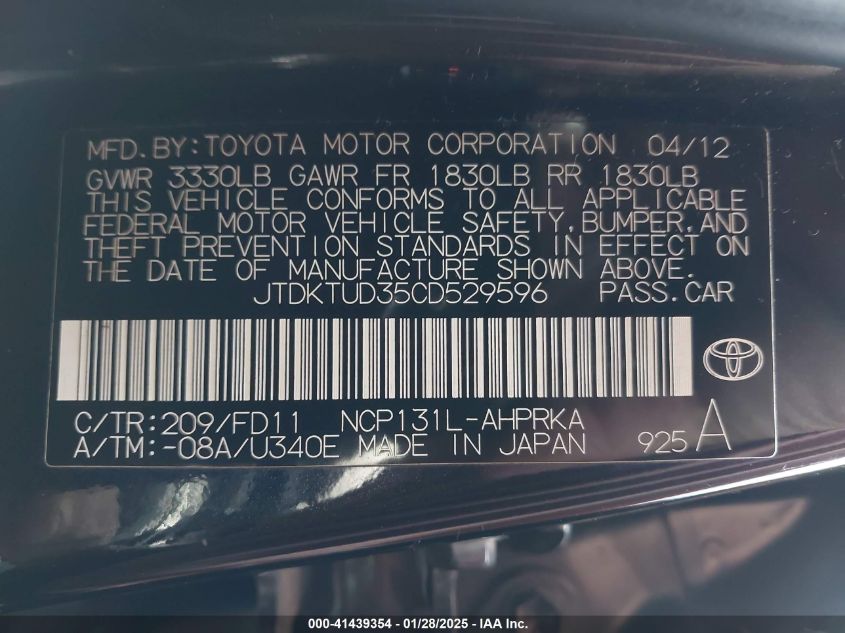 MFD.BY:TOYOTA MOTOR CORPORATION 04/12
GVWR 3330LB GAWR FR 1830LB RR 1830LB
THIS VEHICLE CONFORMS TO ALL APPLICABLE
FEDERAL MOTOR VEHICLE SAFETY,BUMPER,AND
THEFT PREVENTION STANDARDS IN EFFECT ON
THE DATE OF MANUFACTURE SHOWN ABOVE.
JTDKTUD35CD529596 PASS.CAR
C/TR:209/FD11 NCP131L-AHPRKA
A/TM:-08A/U340E MADE IN JAPAN 925 A
000-41439354 | 01/28/2025 - IAA Inc.